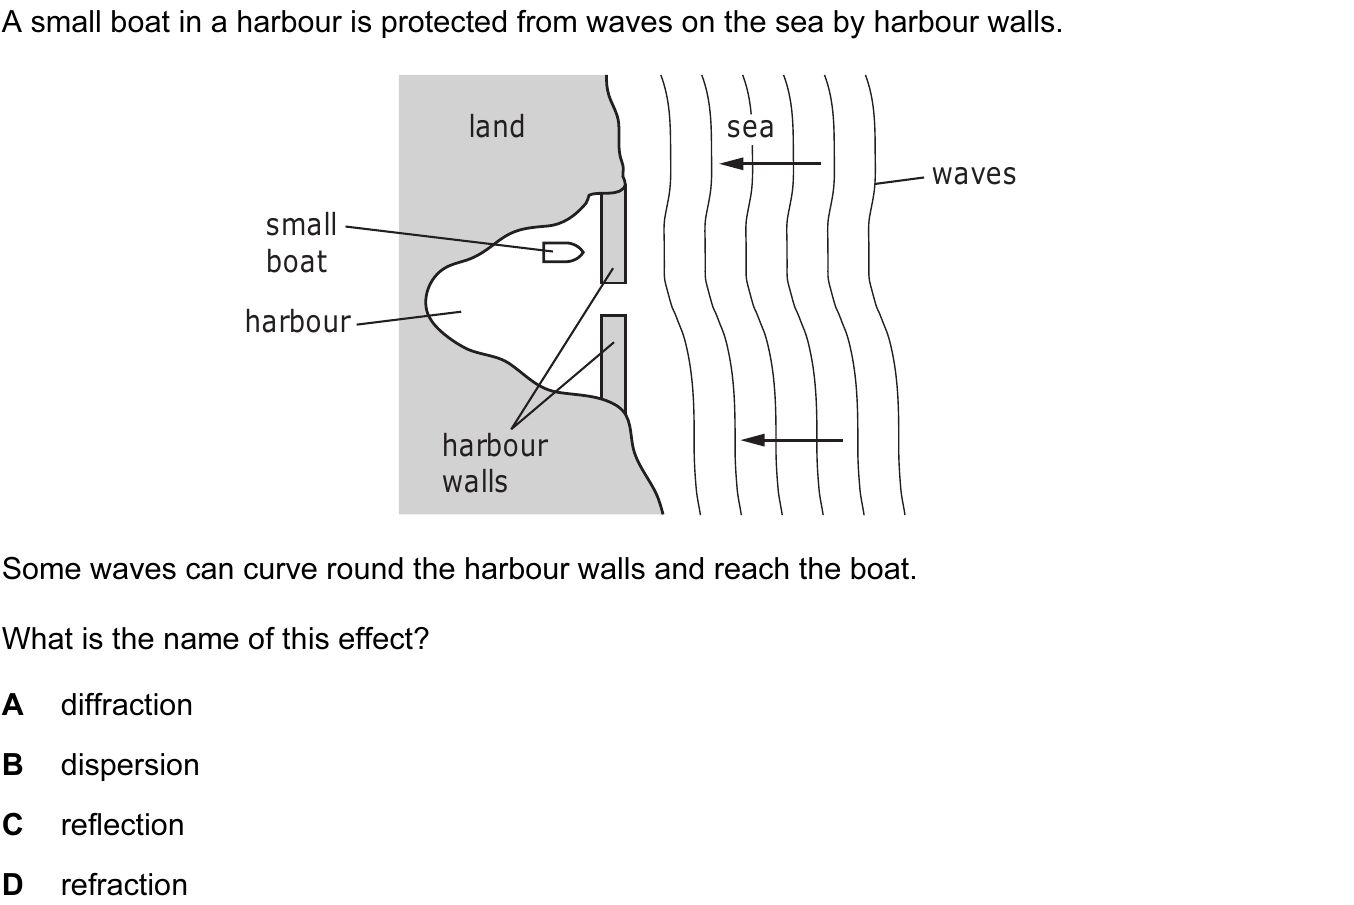 A small boat in a harbour is protected from waves on the sea by harbour walls.
land
sea
waves
small
boat
harbour
harbour
walls
Some waves can curve round the harbour walls and reach the boat.
What is the name of this effect?
A diffraction
B dispersion
C reflection
D refraction